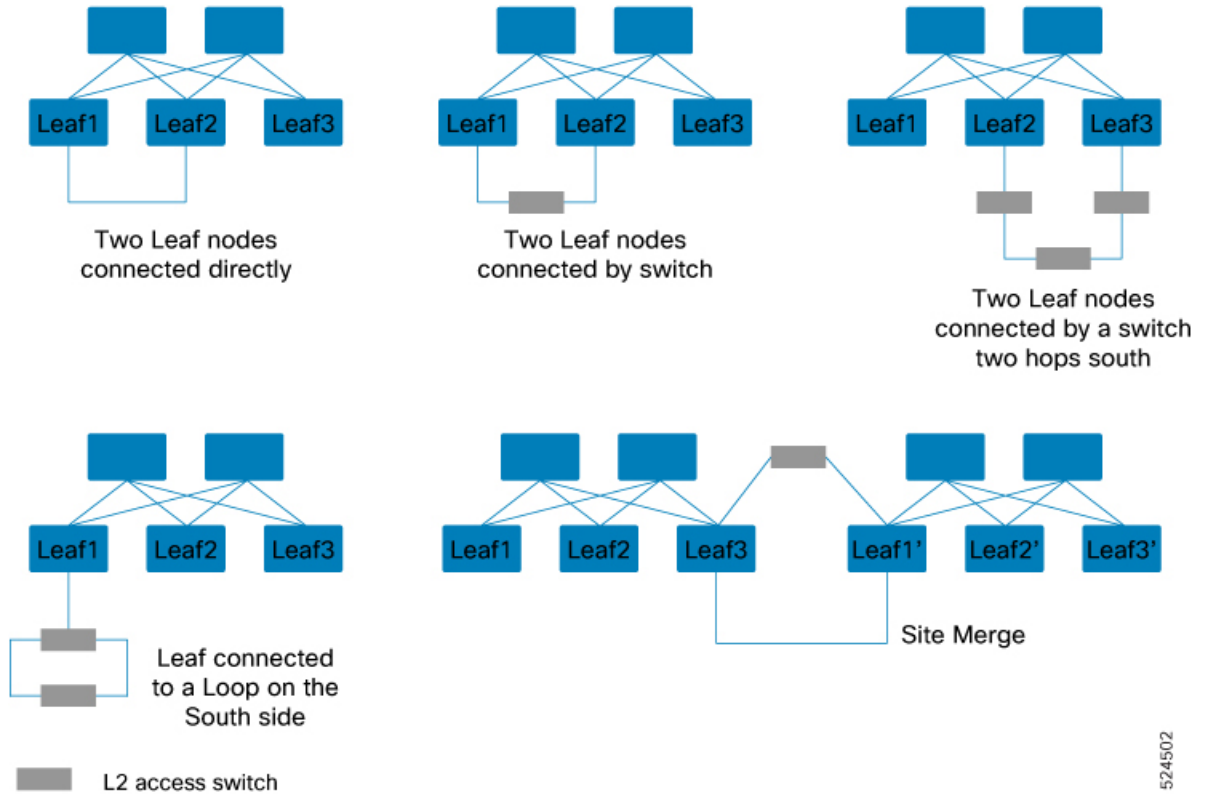 Leaf1 Leaf2 Leaf3
Two Leaf nodes
connected directly
Leaf1 Leaf2 Leaf3
Two Leaf nodes
connected by switch
Leaf1 Leaf2 Leaf3
Two Leaf nodes
connected by a switch
two hops south
Leaf1 Leaf2 Leaf3
Leaf connected
to a Loop on the
South side
Leaf1 Leaf2 Leaf3 Leaf1’ Leaf2’ Leaf3’
Site Merge
L2 access switch
524502